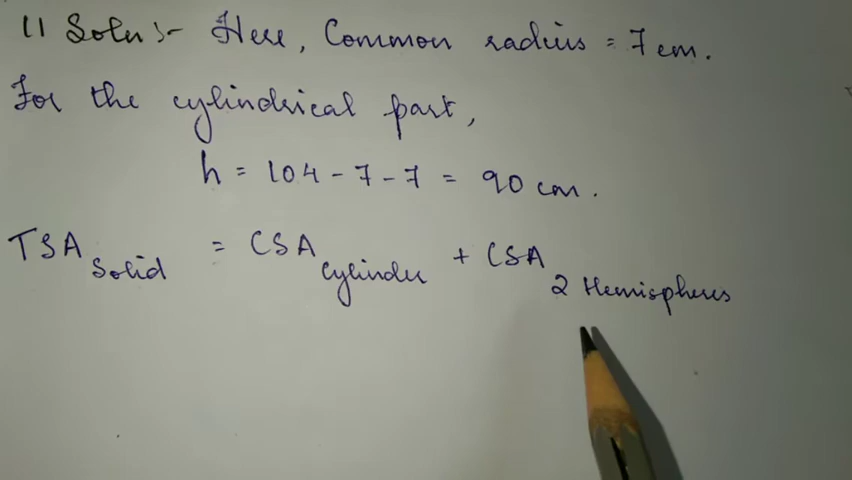 11 Soln :- Here, Common radius = 7 cm.
For the cylindrical part,
h = 104 - 7 - 7 = 90 cm.
TSA solid = CSA cylinder + CSA 2 Hemispheres